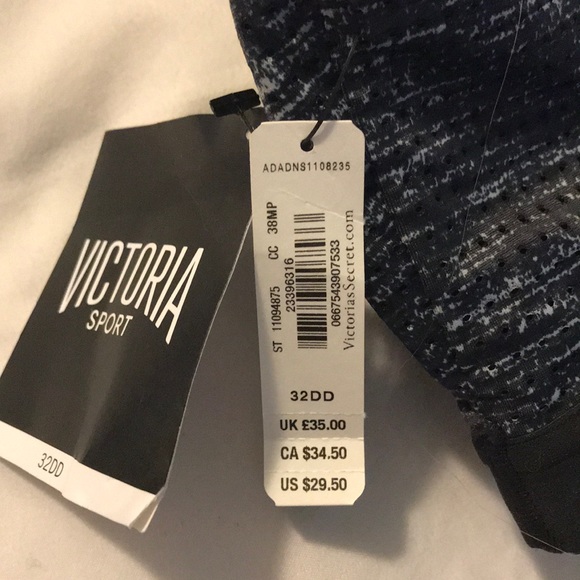 VICTORIA
SPORT
32DD
ADADNS1108235
ST 11094875 CC 38MP
23396316
0667543907533
VictoriasSecret.com
32DD
UK £35.00
CA $34.50
US $29.50